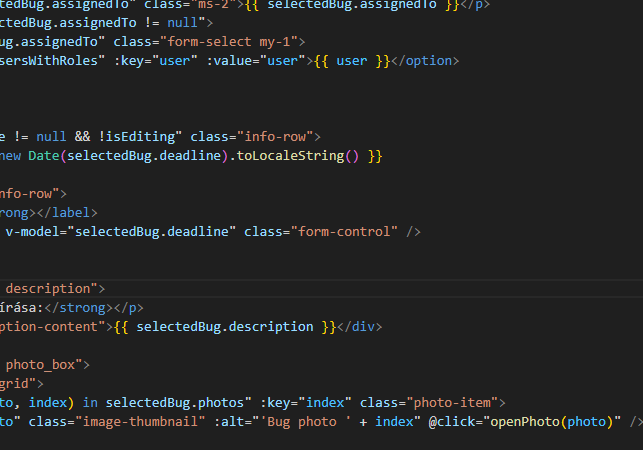 ctedBug.assignedTo" class="ms-2">{{ selectedBug.assignedTo }}</p>
ctedBug.assignedTo != null">
ug.assignedTo" class="form-select my-1">
sersWithRoles" :key="user" :value="user">{{ user }}</option>
e != null && !isEditing" class="info-row">
new Date(selectedBug.deadline).toLocaleString() }}
nfo-row">
rong></label>
v-model="selectedBug.deadline" class="form-control" />
description">
írása:</strong></p>
ption-content">{{ selectedBug.description }}</div>
photo_box">
grid">
to, index) in selectedBug.photos" :key="index" class="photo-item">
to" class="image-thumbnail" :alt="'Bug photo ' + index" @click="openPhoto(photo)" />